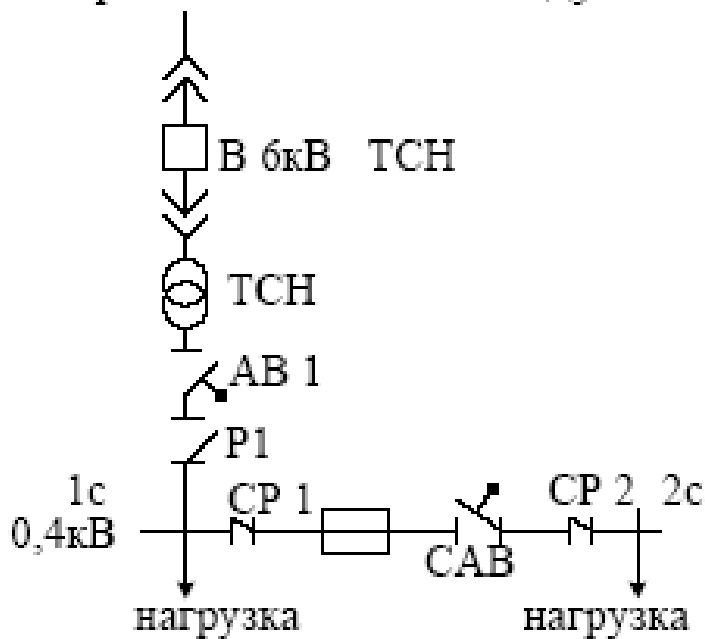 В 6кВ ТСН
ТСН
АВ 1
Р1
1с
СР 1
СР 2
2с
0,4кВ
САВ
нагрузка
нагрузка